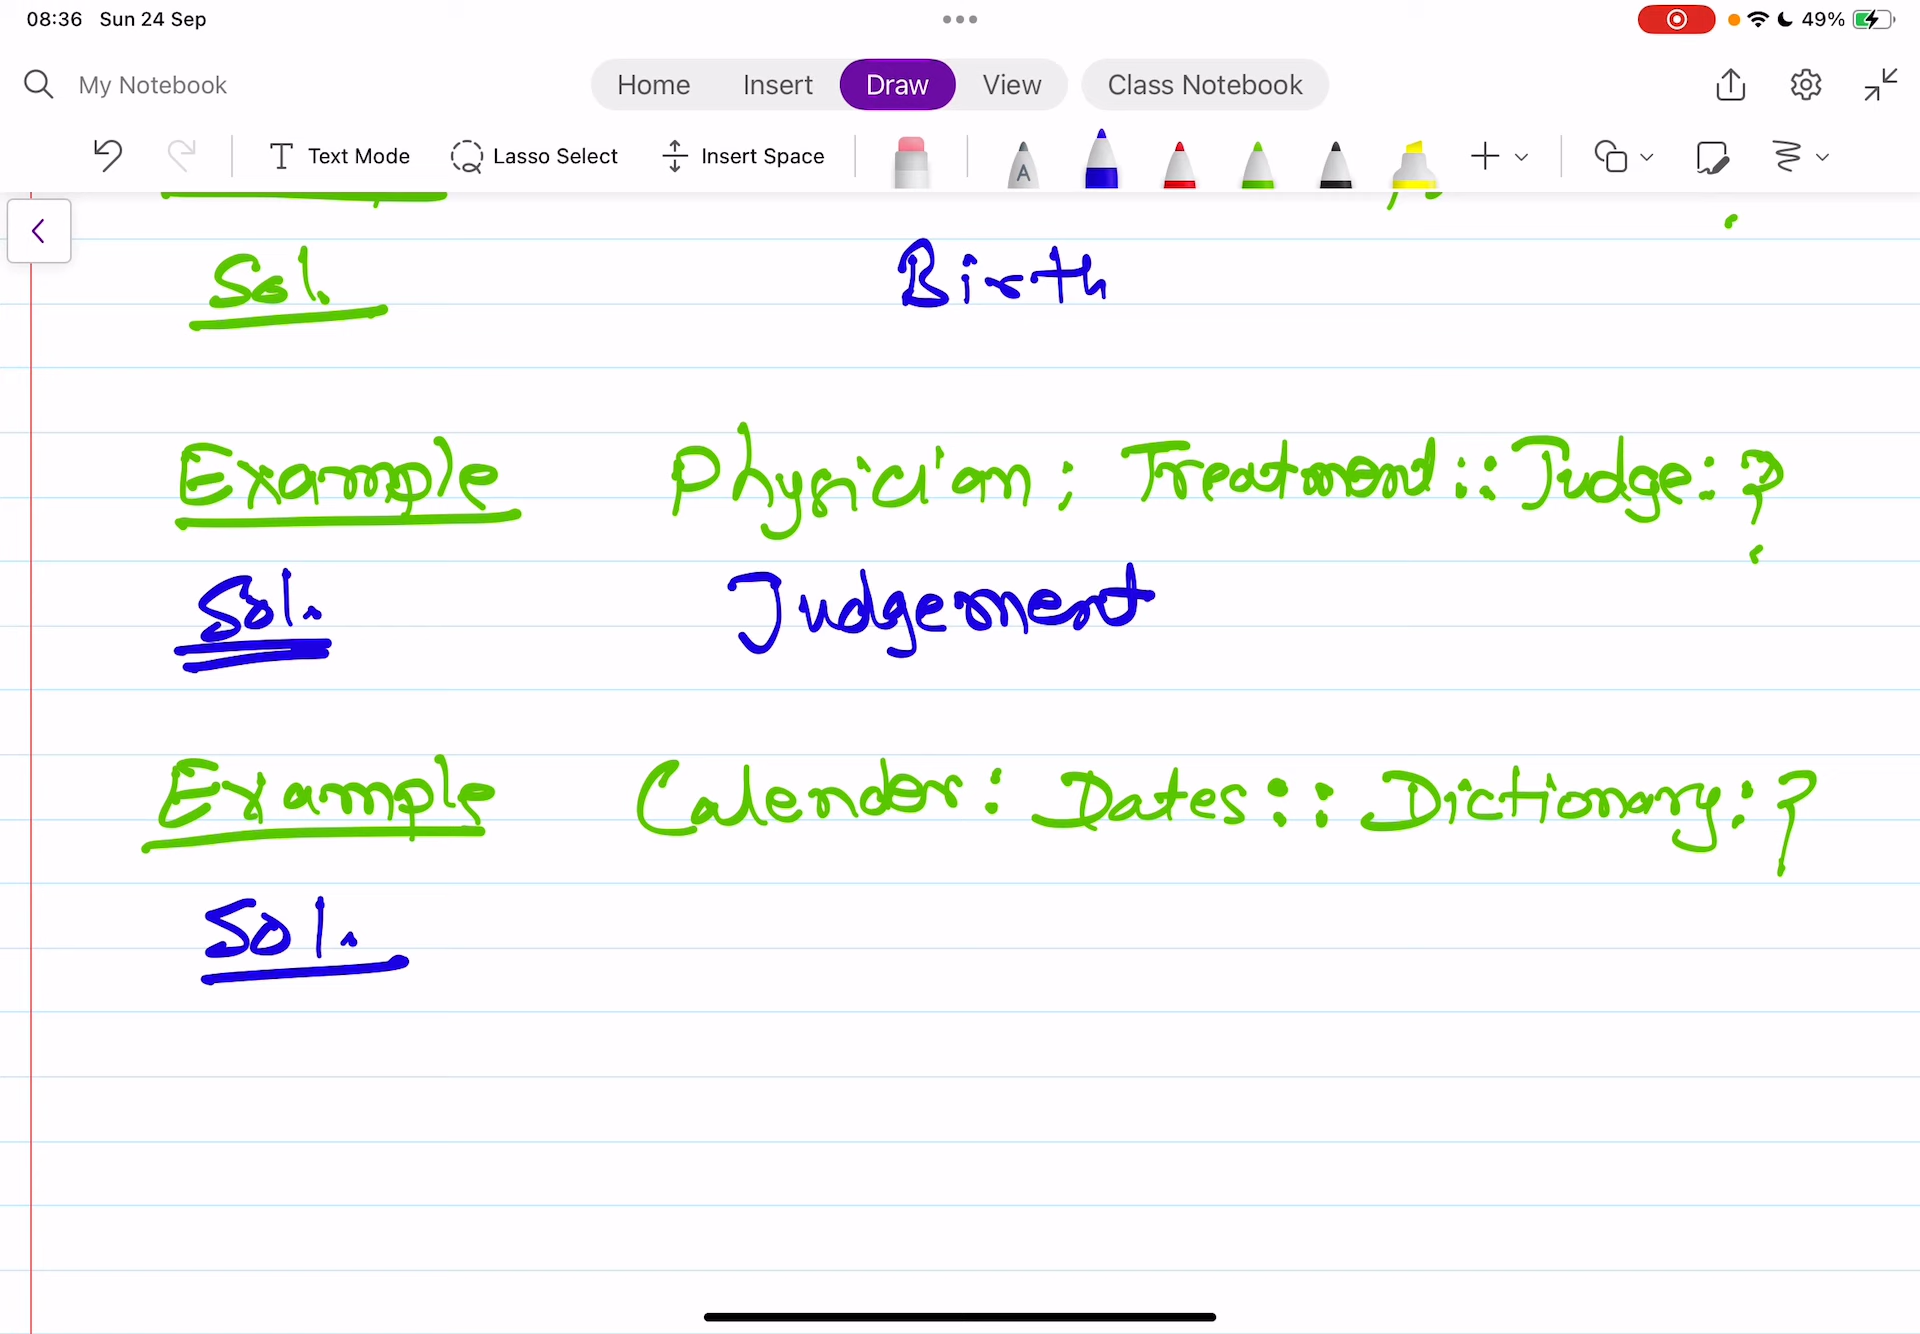 08:36 Sun 24 Sep 49%
My Notebook Home Insert Draw View Class Notebook
Text Mode Lasso Select Insert Space A
Sol. Birth
Example Physician : Treatment :: Judge : ?
Sol. Judgement
Example Calender : Dates :: Dictionary : ?
Sol.